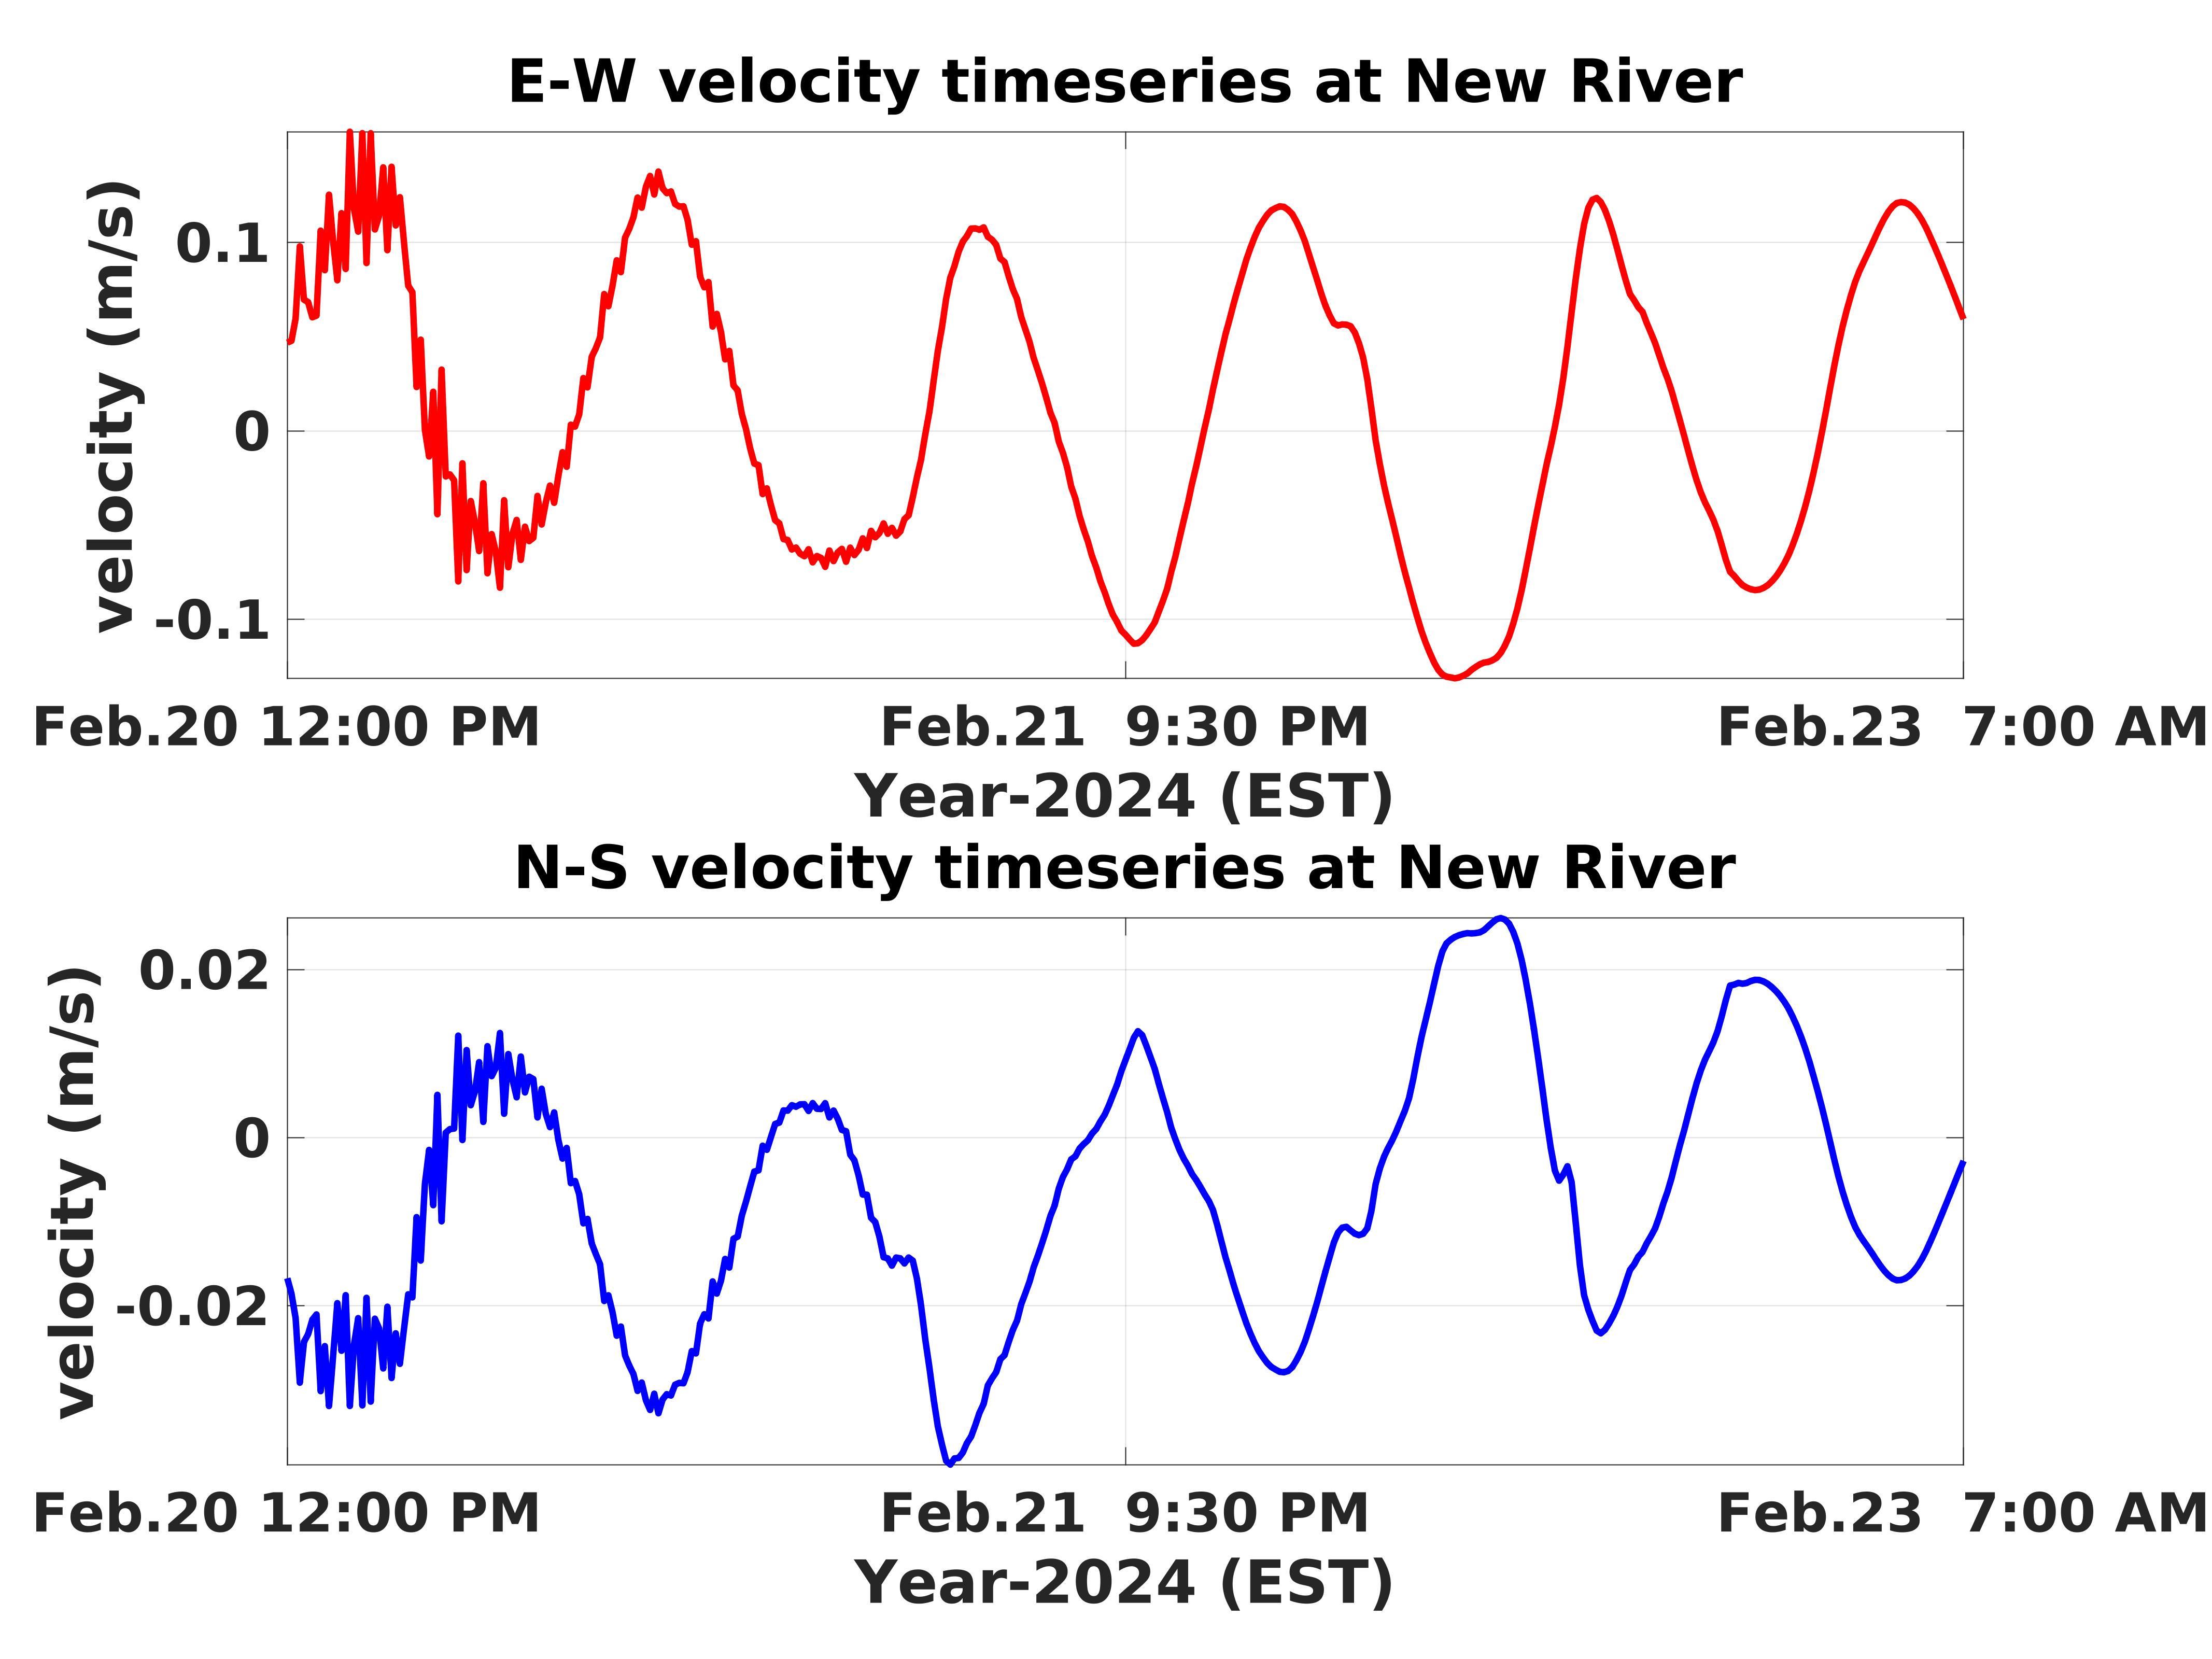 E-W velocity timeseries at New River
velocity (m/s)
0.1
0
-0.1
Feb.20 12:00 PM
Feb.21  9:30 PM
Feb.23  7:00 AM
Year-2024 (EST)
N-S velocity timeseries at New River
velocity (m/s)
0.02
0
-0.02
Feb.20 12:00 PM
Feb.21  9:30 PM
Feb.23  7:00 AM
Year-2024 (EST)